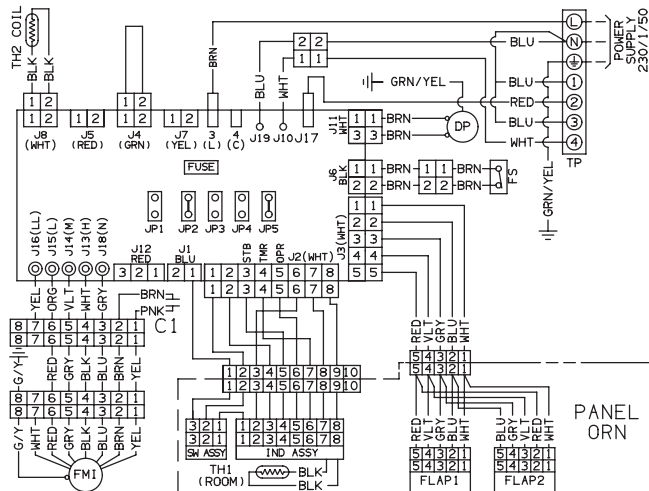 TH2 COIL
BLK
BLK
BRN
BLU
WHT
2 2
1 1
GRN/YEL
BLU
BLU
RED
BLU
WHT
L
N
1
2
3
4
TP
POWER
SUPPLY
230/1/50
GRN/YEL
1 2
1 2
J8
(WHT)
1 2
J5
(RED)
1 2
1 2
J4
(GRN)
1 2
J7
(YEL)
3
(L)
4
(C)
J19
J10
J17
J11
WHT
1 1
3 3
BRN
BRN
DP
FUSE
J6
BLK
1 1
2 2
BRN
BRN
1 1
2 2
BRN
BRN
FS
JP1
JP2
JP3
JP4
JP5
J3(WHT)
1 1
2 2
3 3
4 4
5 5
J16(LL)
J15(L)
J14(M)
J13(H)
J18(N)
J12
RED
3 2 1
J1
BLU
2 1
STB
TMR
OPR
J2(WHT)
1 2 3 4 5 6 7 8
1 2 3 4 5 6 7 8
YEL
ORG
VLT
WHT
GRY
BRN
PNK
C1
8 7 6 5 4 3 2 1
8 7 6 5 4 3 2 1
G/Y
RED
GRY
BLK
BLU
BRN
YEL
8 7 6 5 4 3 2 1
8 7 6 5 4 3 2 1
G/Y
WHT
RED
GRY
BLK
BLU
BRN
YEL
FMI
1 2 3 4 5 6 7 8 9 10
1 2 3 4 5 6 7 8 9 10
3 2 1
3 2 1
SW ASSY
1 2 3 4 5 6 7 8
1 2 3 4 5 6 7 8
IND ASSY
TH1
(ROOM)
BLK
BLK
RED
VLT
GRY
BLU
WHT
5 4 3 2 1
5 4 3 2 1
RED
VLT
GRY
BLU
WHT
5 4 3 2 1
5 4 3 2 1
FLAP1
BLU
GRY
VLT
RED
WHT
5 4 3 2 1
5 4 3 2 1
FLAP2
PANEL
ORN